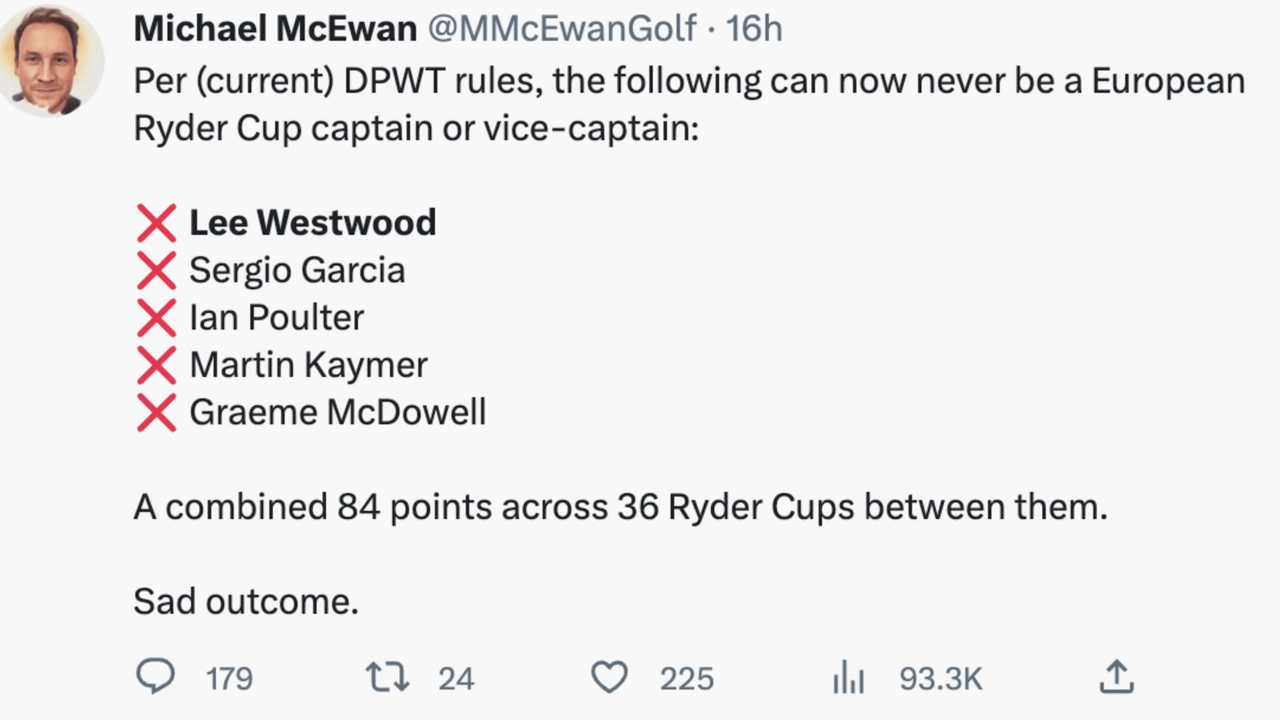 Michael McEwan @MMcEwanGolf · 16h
Per (current) DPWT rules, the following can now never be a European
Ryder Cup captain or vice-captain:
❌ Lee Westwood
❌ Sergio Garcia
❌ Ian Poulter
❌ Martin Kaymer
❌ Graeme McDowell
A combined 84 points across 36 Ryder Cups between them.
Sad outcome.
179 24 225 93.3K